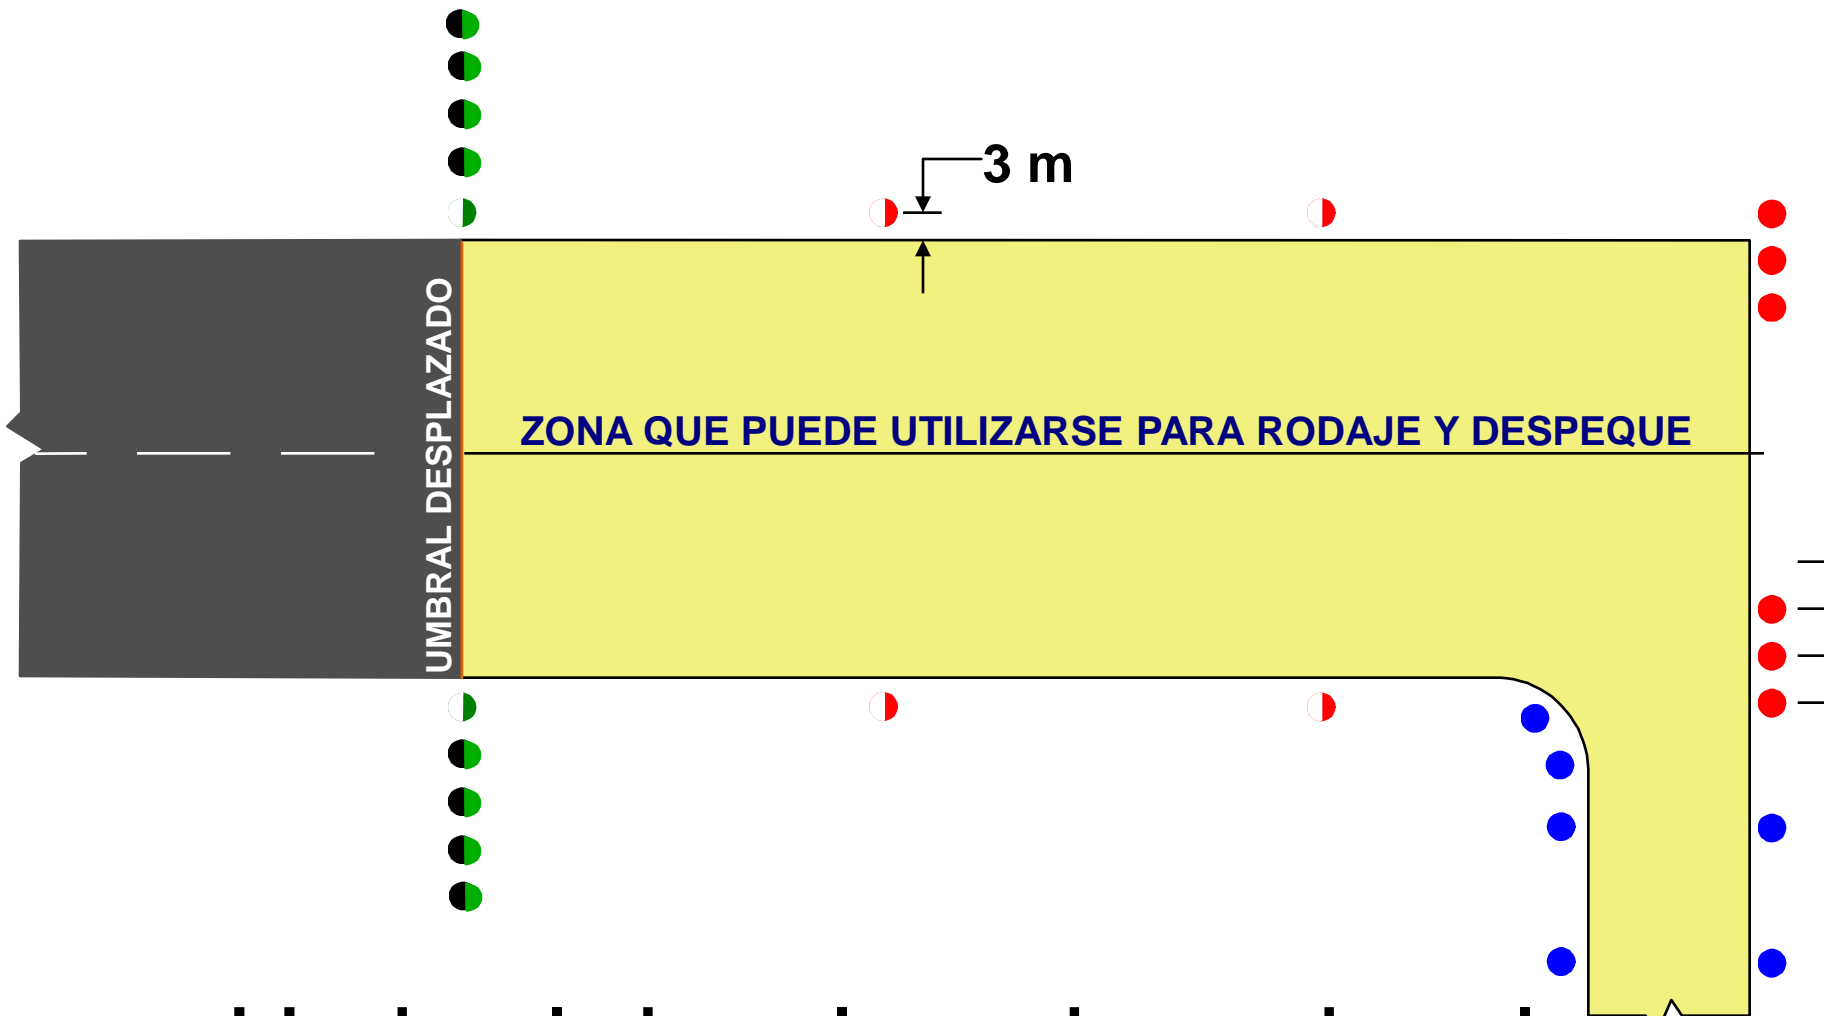 3 m
UMBRAL DESPLAZADO
ZONA QUE PUEDE UTILIZARSE PARA RODAJE Y DESPEQUE